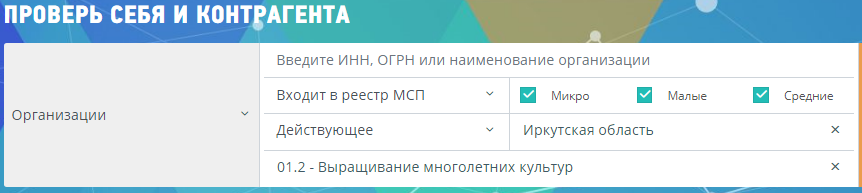 ПРОВЕРЬ СЕБЯ И КОНТРАГЕНТА
Организации
Введите ИНН, ОГРН или наименование организации
Входит в реестр МСП
Микро
Малые
Средние
Действующее
Иркутская область
01.2 - Выращивание многолетних культур